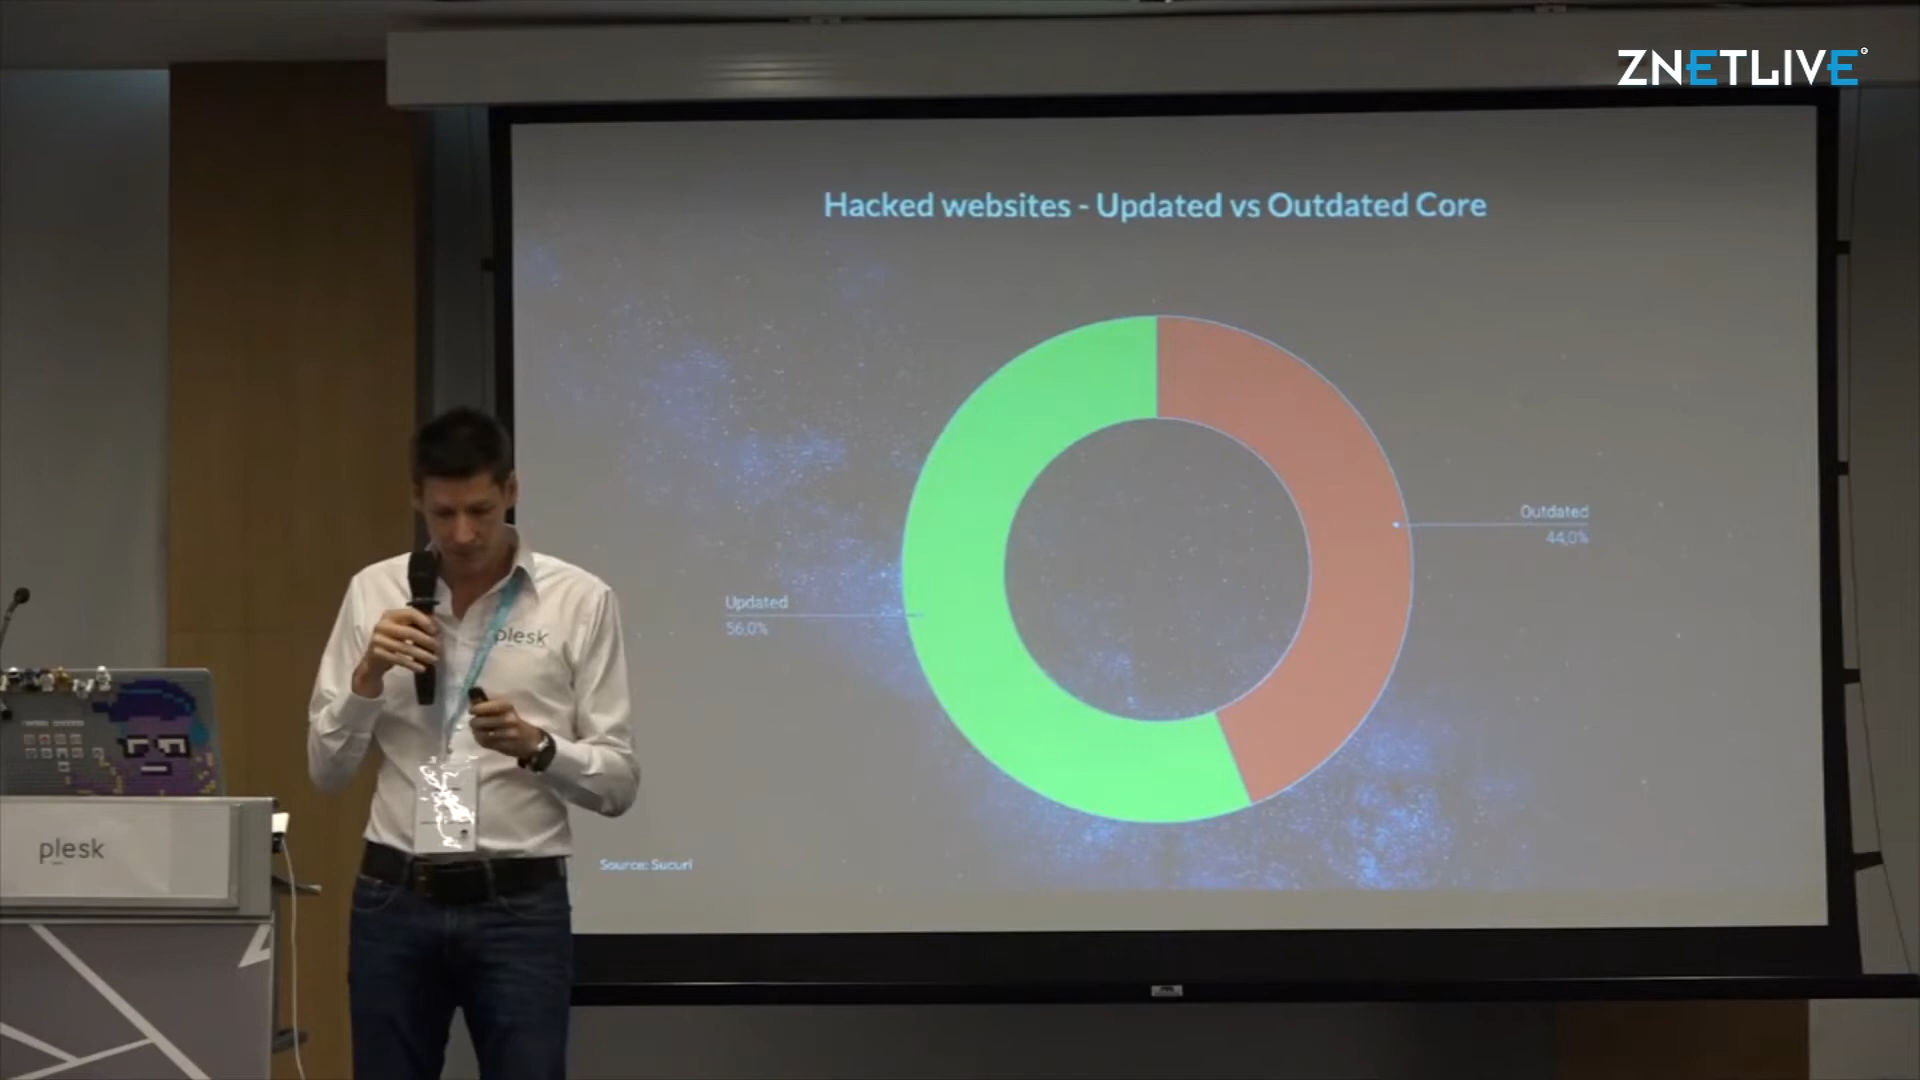 ZNETLIVE®
Hacked websites - Updated vs Outdated Core
Outdated
44,0%
Updated
56,0%
plesk
plesk
Source: Sucuri